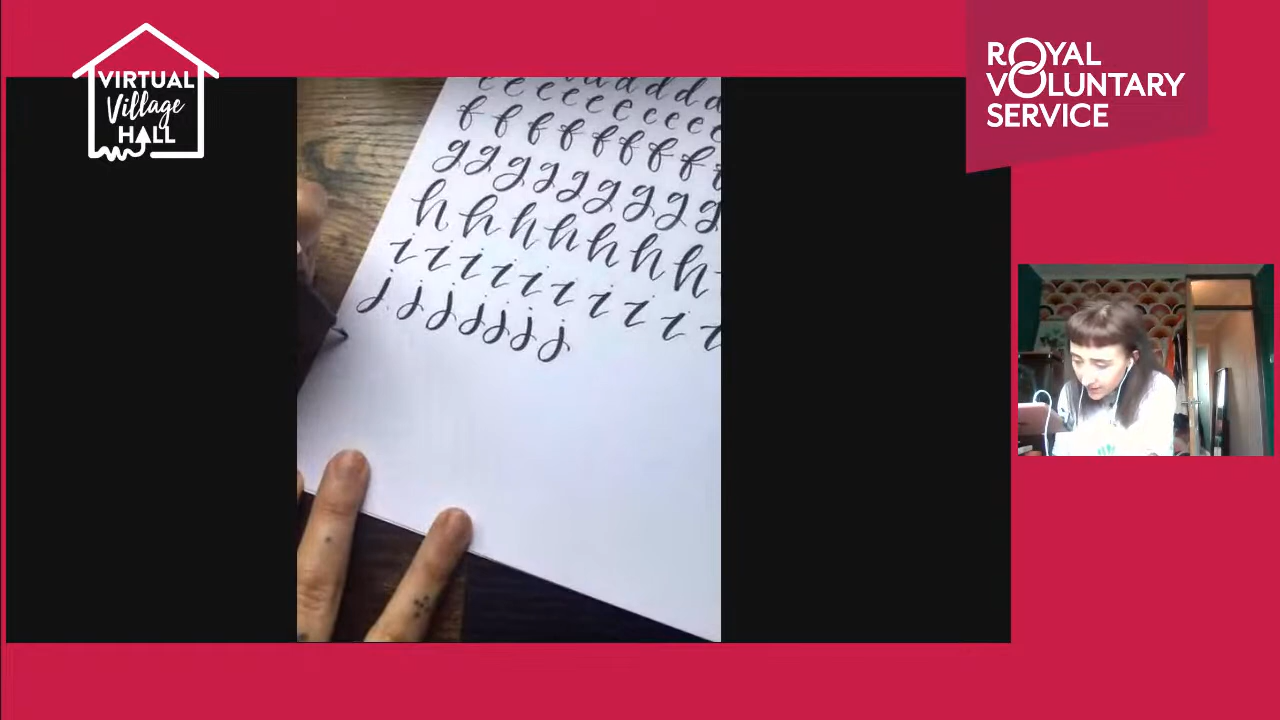 VIRTUAL
Village
HALL
ROYAL
VOLUNTARY
SERVICE
d d d d
e e e e e e e e e e
f f f f f f f f f
g g g g g g g g g
h h h h h h h
i i i i i i i i i i
j j j j j j j